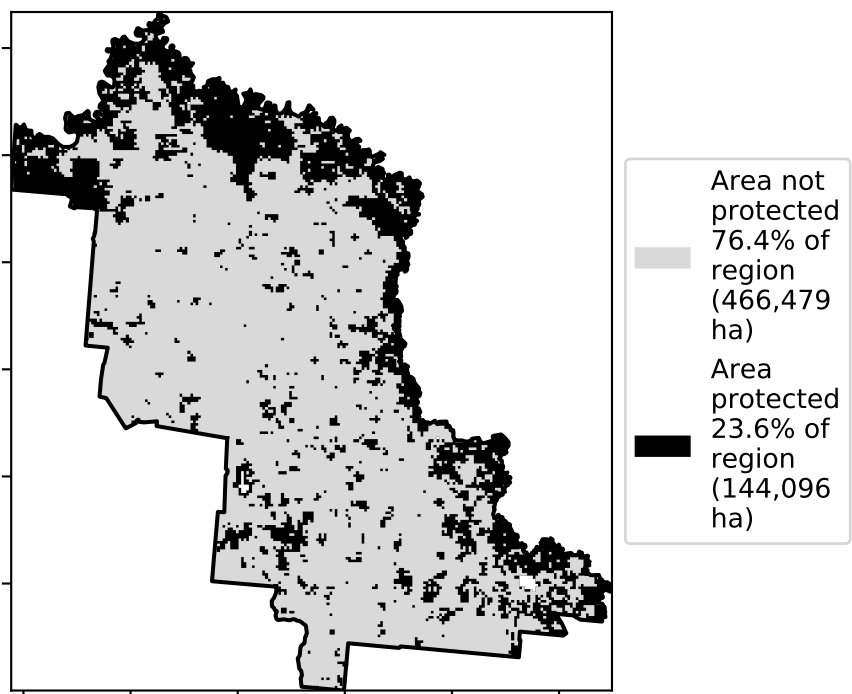 Area not
protected
76.4% of
region
(466,479
ha)
Area
protected
23.6% of
region
(144,096
ha)